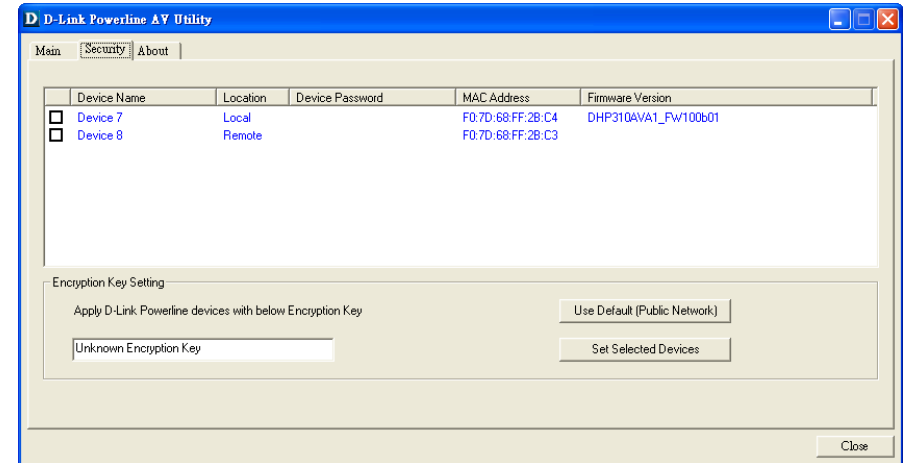 D D-Link Powerline AV Utility
Main Security About
Device Name Location Device Password MAC Address Firmware Version
Device 7 Local F0:7D:68:FF:2B:C4 DHP310AVA1_FW100b01
Device 8 Remote F0:7D:68:FF:2B:C3
Encryption Key Setting
Apply D-Link Powerline devices with below Encryption Key Use Default (Public Network)
Unknown Encryption Key Set Selected Devices
Close